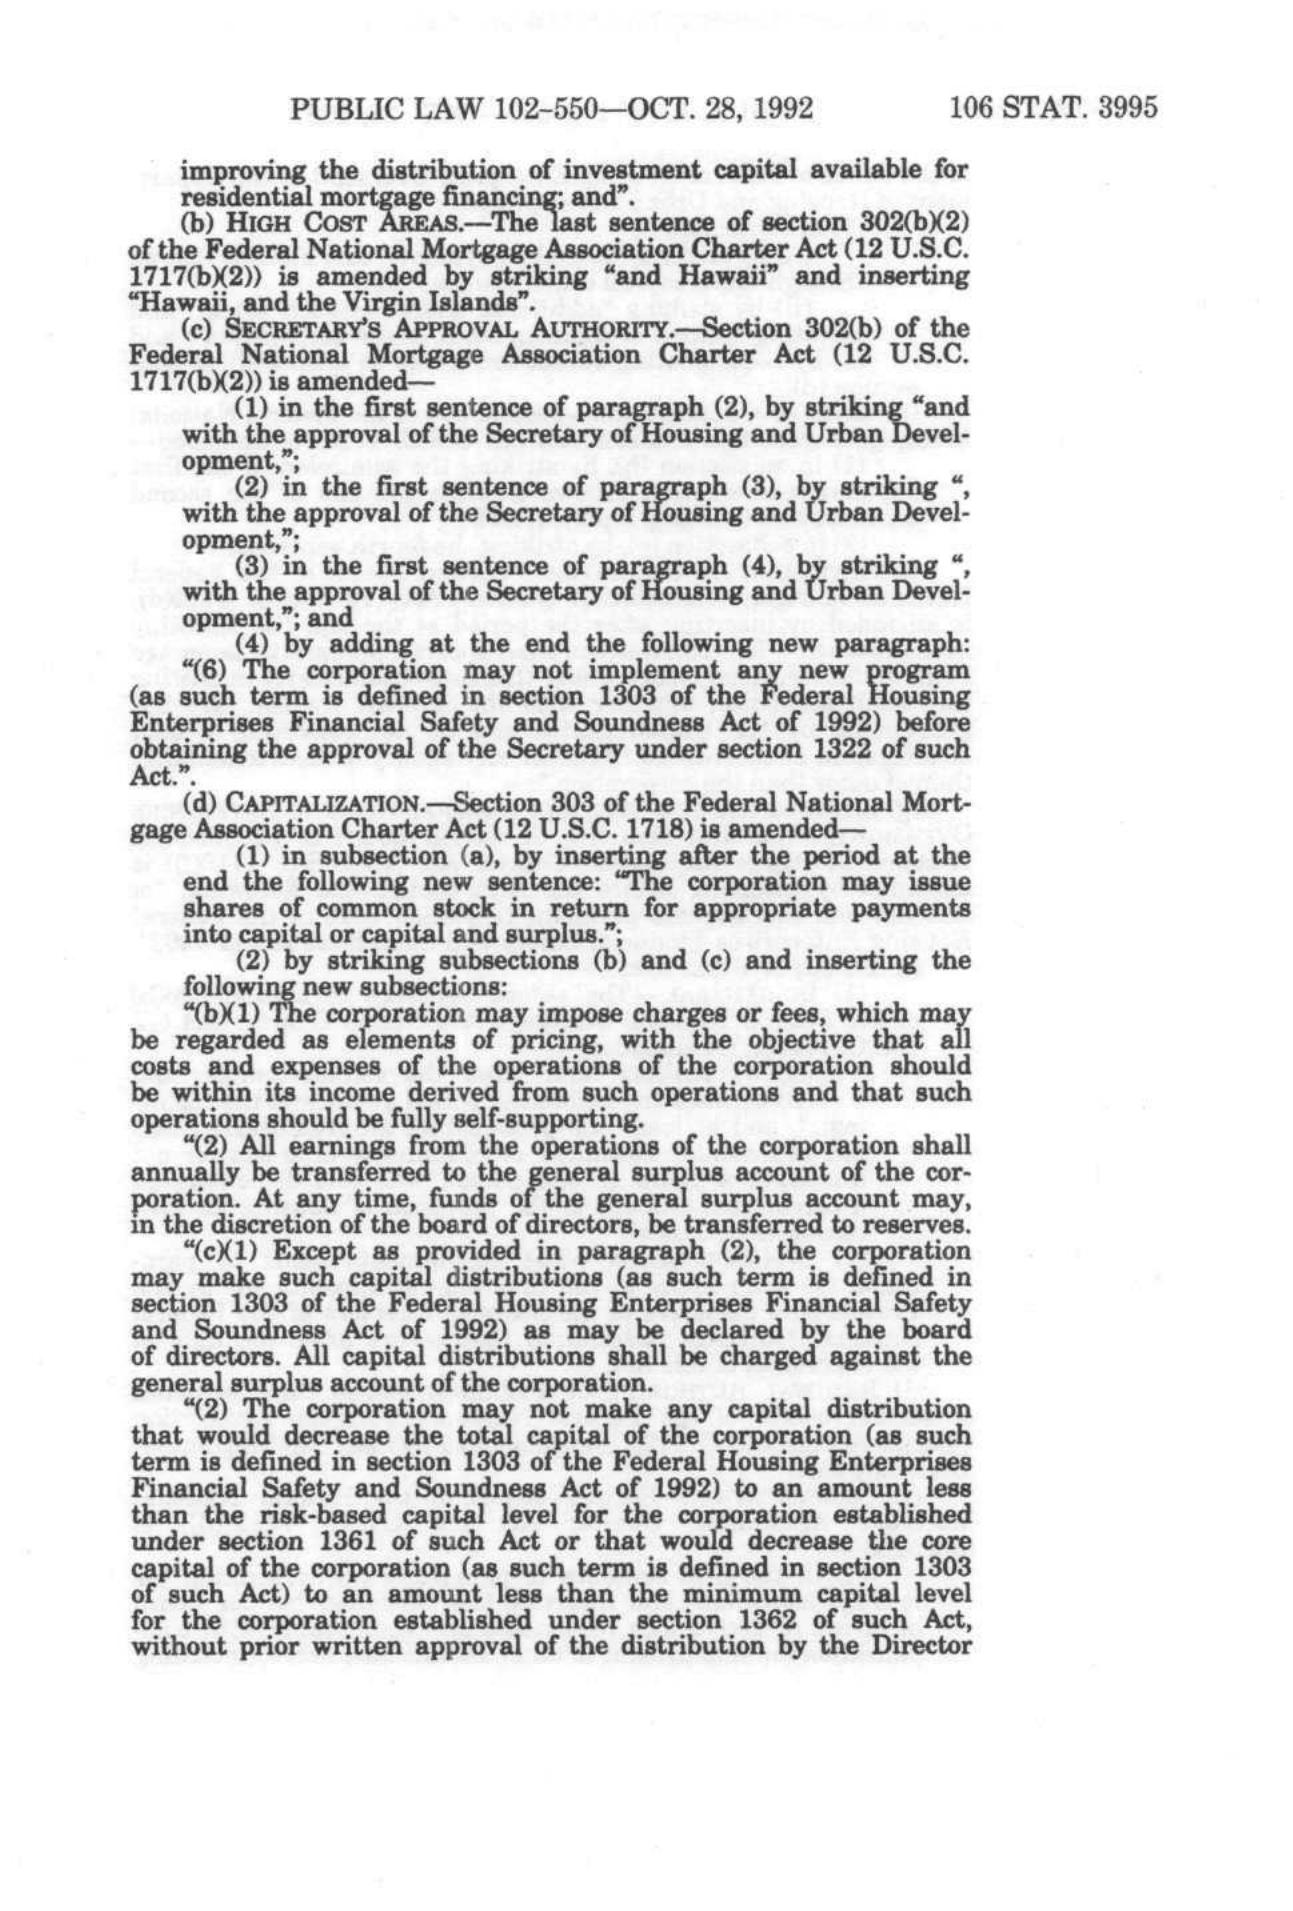 PUBLIC LAW 102–550—OCT. 28, 1992 106 STAT. 3995
improving the distribution of investment capital available for
residential mortgage financing; and”.
(b) HIGH COST AREAS.—The last sentence of section 302(b)(2)
of the Federal National Mortgage Association Charter Act (12 U.S.C.
1717(b)(2)) is amended by striking “and Hawaii” and inserting
“Hawaii, and the Virgin Islands”.
(c) SECRETARY'S APPROVAL AUTHORITY.—Section 302(b) of the
Federal National Mortgage Association Charter Act (12 U.S.C.
1717(b)(2)) is amended—
(1) in the first sentence of paragraph (2), by striking “and
with the approval of the Secretary of Housing and Urban Devel-
opment,”;
(2) in the first sentence of paragraph (3), by striking “,
with the approval of the Secretary of Housing and Urban Devel-
opment,”;
(3) in the first sentence of paragraph (4), by striking “,
with the approval of the Secretary of Housing and Urban Devel-
opment,”; and
(4) by adding at the end the following new paragraph:
“(6) The corporation may not implement any new program
(as such term is defined in section 1303 of the Federal Housing
Enterprises Financial Safety and Soundness Act of 1992) before
obtaining the approval of the Secretary under section 1322 of such
Act.”.
(d) CAPITALIZATION.—Section 303 of the Federal National Mort-
gage Association Charter Act (12 U.S.C. 1718) is amended—
(1) in subsection (a), by inserting after the period at the
end the following new sentence: “The corporation may issue
shares of common stock in return for appropriate payments
into capital or capital and surplus.”;
(2) by striking subsections (b) and (c) and inserting the
following new subsections:
“(b)(1) The corporation may impose charges or fees, which may
be regarded as elements of pricing, with the objective that all
costs and expenses of the operations of the corporation should
be within its income derived from such operations and that such
operations should be fully self-supporting.
“(2) All earnings from the operations of the corporation shall
annually be transferred to the general surplus account of the cor-
poration. At any time, funds of the general surplus account may,
in the discretion of the board of directors, be transferred to reserves.
“(c)(1) Except as provided in paragraph (2), the corporation
may make such capital distributions (as such term is defined in
section 1303 of the Federal Housing Enterprises Financial Safety
and Soundness Act of 1992) as may be declared by the board
of directors. All capital distributions shall be charged against the
general surplus account of the corporation.
“(2) The corporation may not make any capital distribution
that would decrease the total capital of the corporation (as such
term is defined in section 1303 of the Federal Housing Enterprises
Financial Safety and Soundness Act of 1992) to an amount less
than the risk-based capital level for the corporation established
under section 1361 of such Act or that would decrease the core
capital of the corporation (as such term is defined in section 1303
of such Act) to an amount less than the minimum capital level
for the corporation established under section 1362 of such Act,
without prior written approval of the distribution by the Director